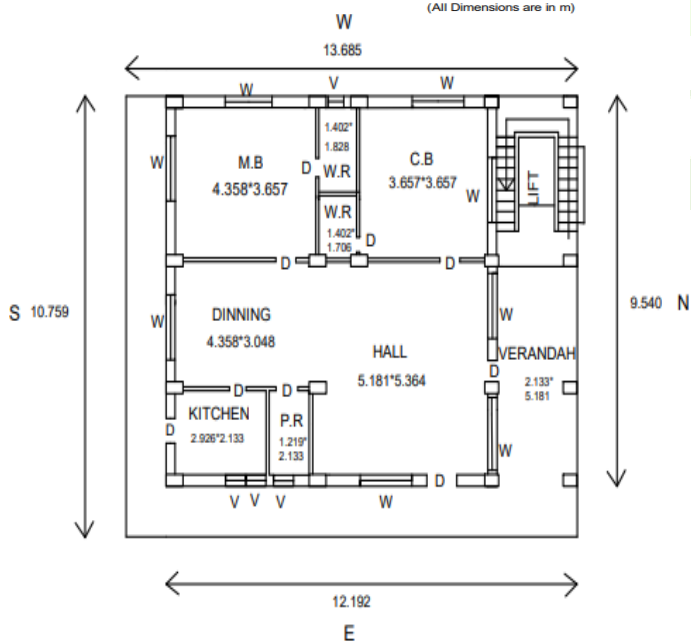 (All Dimensions are in m)
W
13.685
W
V
W
W
M.B
4.358*3.657
D
1.402*
1.828
W.R
C.B
3.657*3.657
W
LIFT
W.R
1.402*
1.706
D
D
D
S
10.759
9.540
N
W
DINNING
4.358*3.048
HALL
5.181*5.364
W
VERANDAH
2.133*
5.181
D
D
D
KITCHEN
2.926*2.133
P.R
1.219*
2.133
D
W
V
V
V
W
D
12.192
E